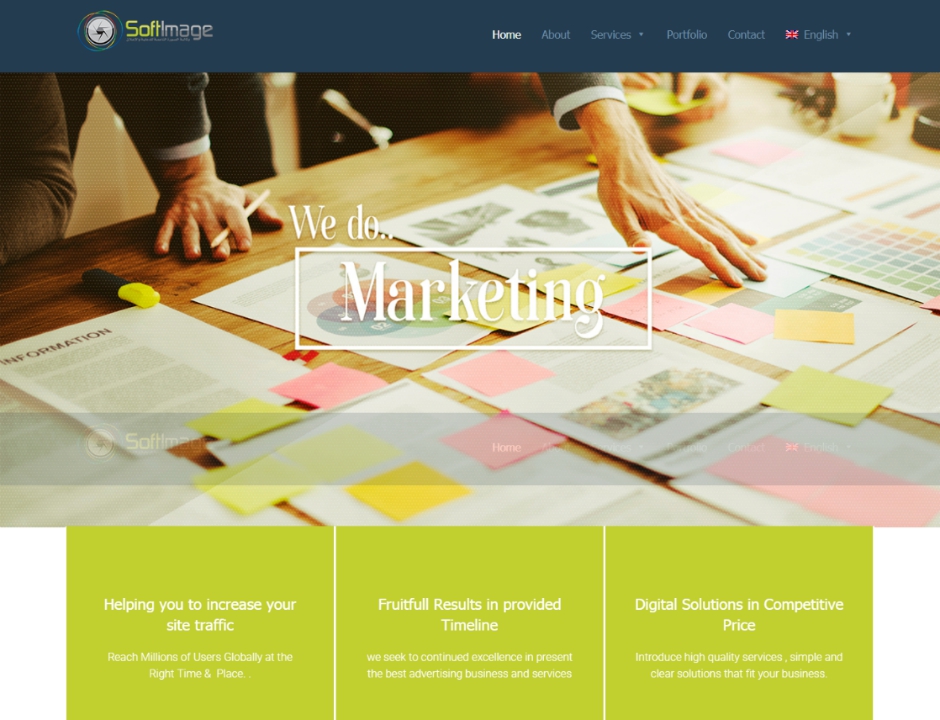 SoftImage
Home About Services Portfolio Contact English
We do..
Marketing
INFORMATION
SoftImage
Home Contact English
Helping you to increase your
site traffic
Reach Millions of Users Globally at the
Right Time & Place. .
Fruitfull Results in provided
Timeline
we seek to continued excellence in present
the best advertising business and services
Digital Solutions in Competitive
Price
Introduce high quality services , simple and
clear solutions that fit your business.